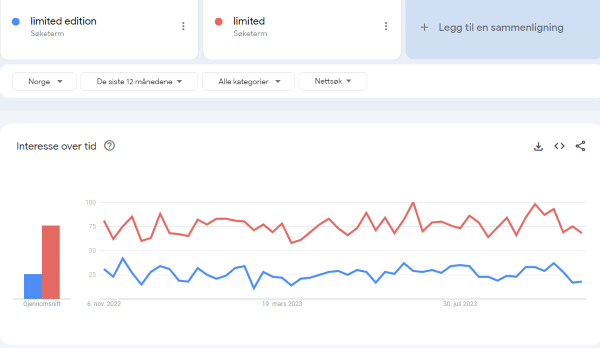 limited edition
Søketerm
limited
Søketerm
+ Legg til en sammenligning
Norge
De siste 12 månedene
Alle kategorier
Nettsøk
Interesse over tid
100
75
50
25
Gjennomsnitt
6. nov. 2022
19. mars 2023
30. juli 2023